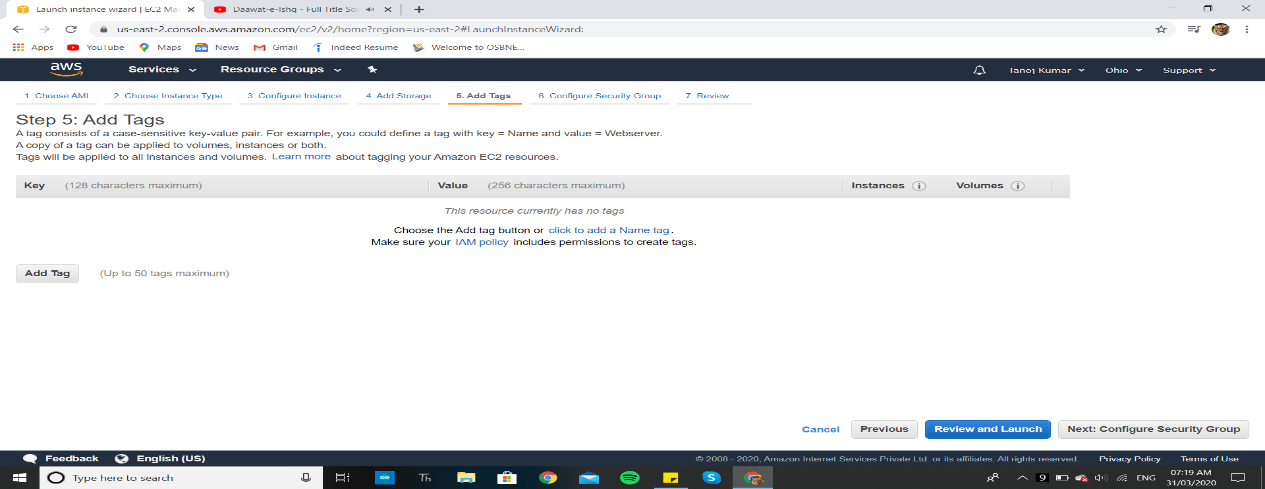 Launch instance wizard | EC2 Ma
Daawat-e-Ishq - Full Title So
us-east-2.console.aws.amazon.com/ec2/v2/home?region=us-east-2#LaunchInstanceWizard:
Apps YouTube Maps News Gmail Indeed Resume Welcome to OSBNE...
aws Services Resource Groups Tanoj Kumar Ohio Support
1. Choose AMI 2. Choose Instance Type 3. Configure Instance 4. Add Storage 5. Add Tags 6. Configure Security Group 7. Review
Step 5: Add Tags
A tag consists of a case-sensitive key-value pair. For example, you could define a tag with key = Name and value = Webserver.
A copy of a tag can be applied to volumes, instances or both.
Tags will be applied to all instances and volumes. Learn more about tagging your Amazon EC2 resources.
Key (128 characters maximum) Value (256 characters maximum) Instances Volumes
This resource currently has no tags
Choose the Add tag button or click to add a Name tag.
Make sure your IAM policy includes permissions to create tags.
Add Tag (Up to 50 tags maximum)
Cancel Previous Review and Launch Next: Configure Security Group
Feedback English (US) © 2008 - 2020, Amazon Internet Services Private Ltd. or its affiliates. All rights reserved. Privacy Policy Terms of Use
Type here to search Th S 9 ENG 07:19 AM
31/03/2020